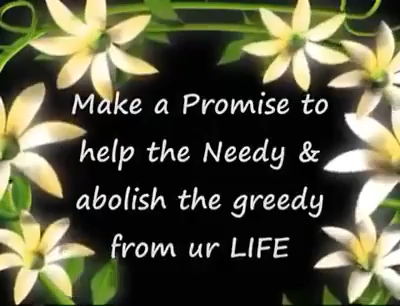 Make a Promise to
help the Needy &
abolish the greedy
from ur LIFE